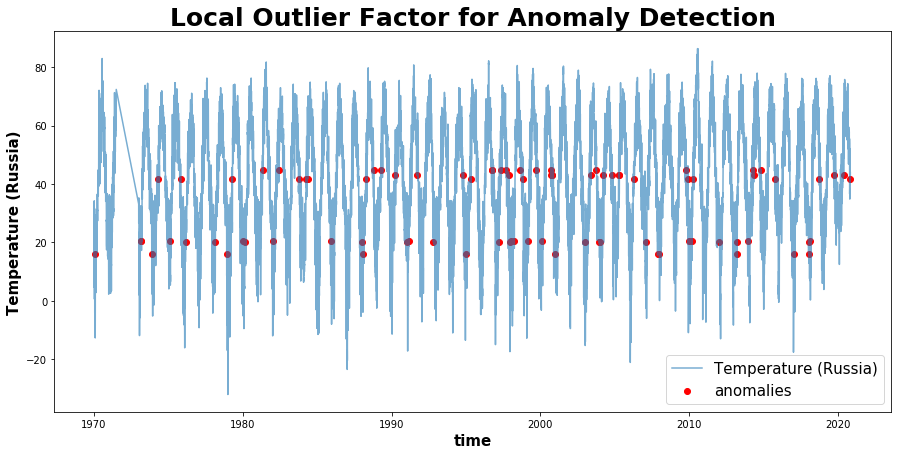 Local Outlier Factor for Anomaly Detection
Temperature (Russia)
80
60
40
20
0
−20
1970
1980
1990
2000
2010
2020
time
Temperature (Russia)
anomalies